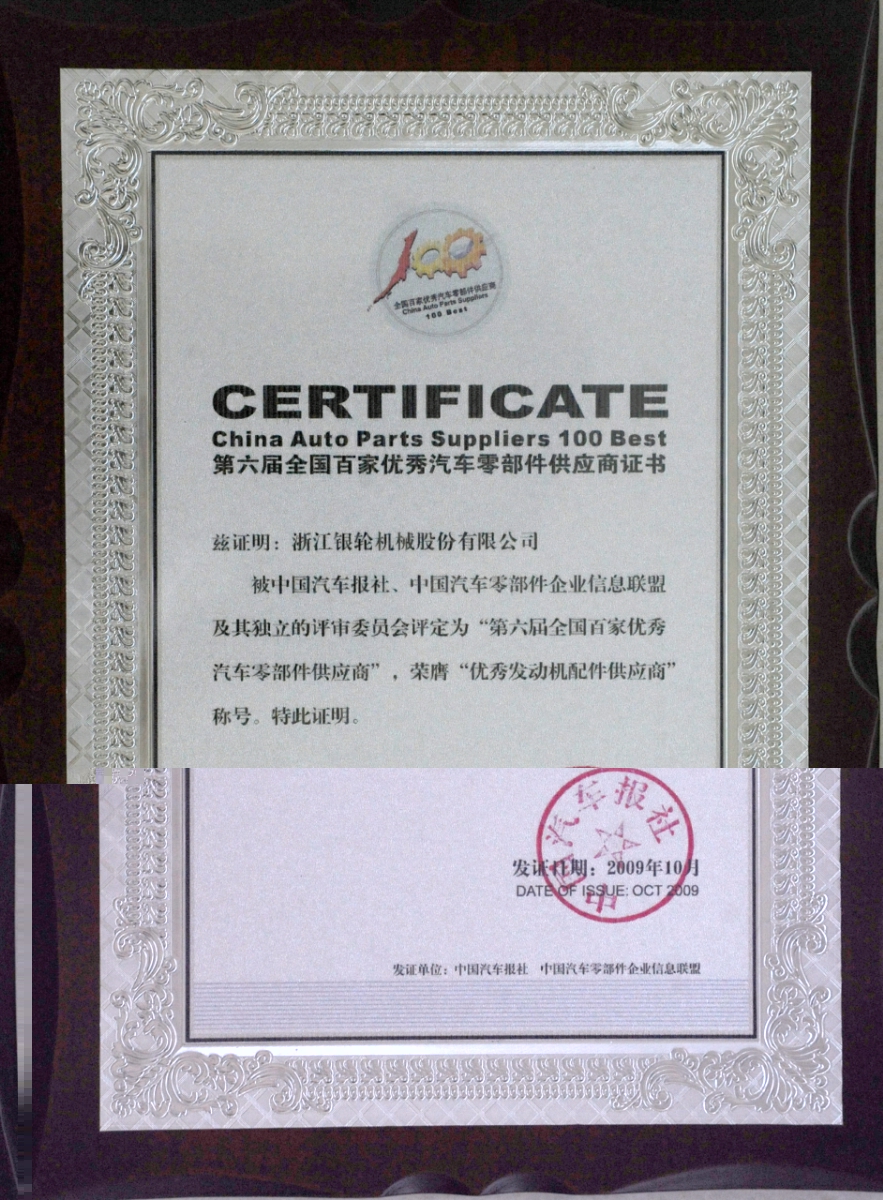 100
全国百家优秀汽车零部件供应商
China Auto Parts Suppliers
100 Best
CERTIFICATE
China Auto Parts Suppliers 100 Best
第六届全国百家优秀汽车零部件供应商证书
兹证明：浙江银轮机械股份有限公司
被中国汽车报社、中国汽车零部件企业信息联盟
及其独立的评审委员会评定为“第六届全国百家优秀
汽车零部件供应商”，荣膺“优秀发动机配件供应商”
称号。特此证明。
中国汽车报社
发证日期：2009年10月
DATE OF ISSUE: OCT 2009
发证单位：中国汽车报社 中国汽车零部件企业信息联盟